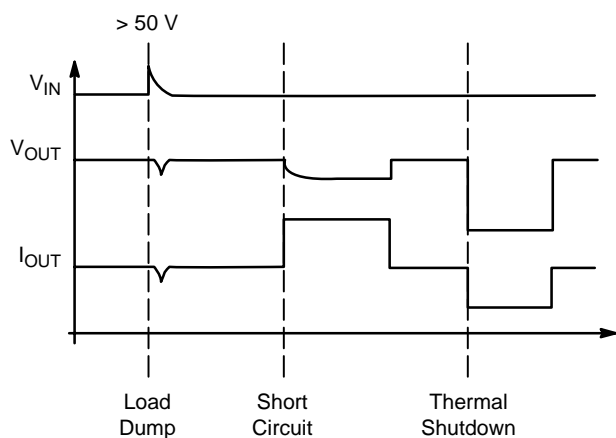 > 50 V
VIN
VOUT
IOUT
Load
Dump
Short
Circuit
Thermal
Shutdown